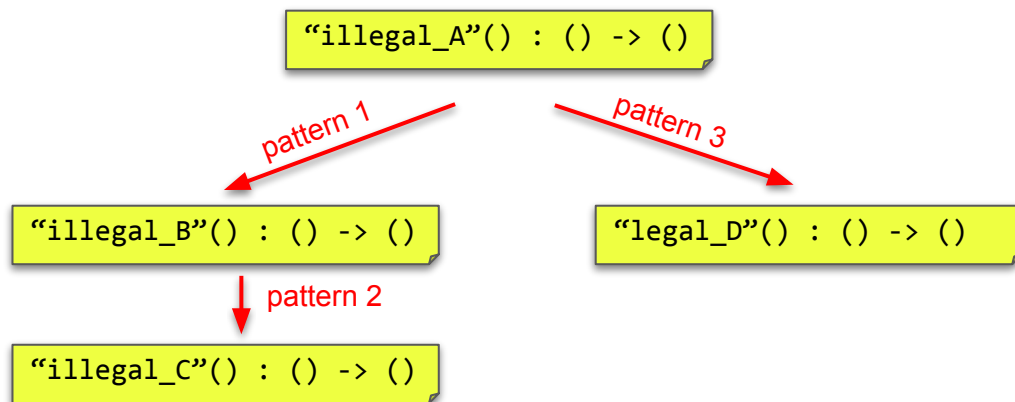 “illegal_A”() : () -> ()
pattern 1
pattern 3
“illegal_B”() : () -> ()
“legal_D”() : () -> ()
pattern 2
“illegal_C”() : () -> ()